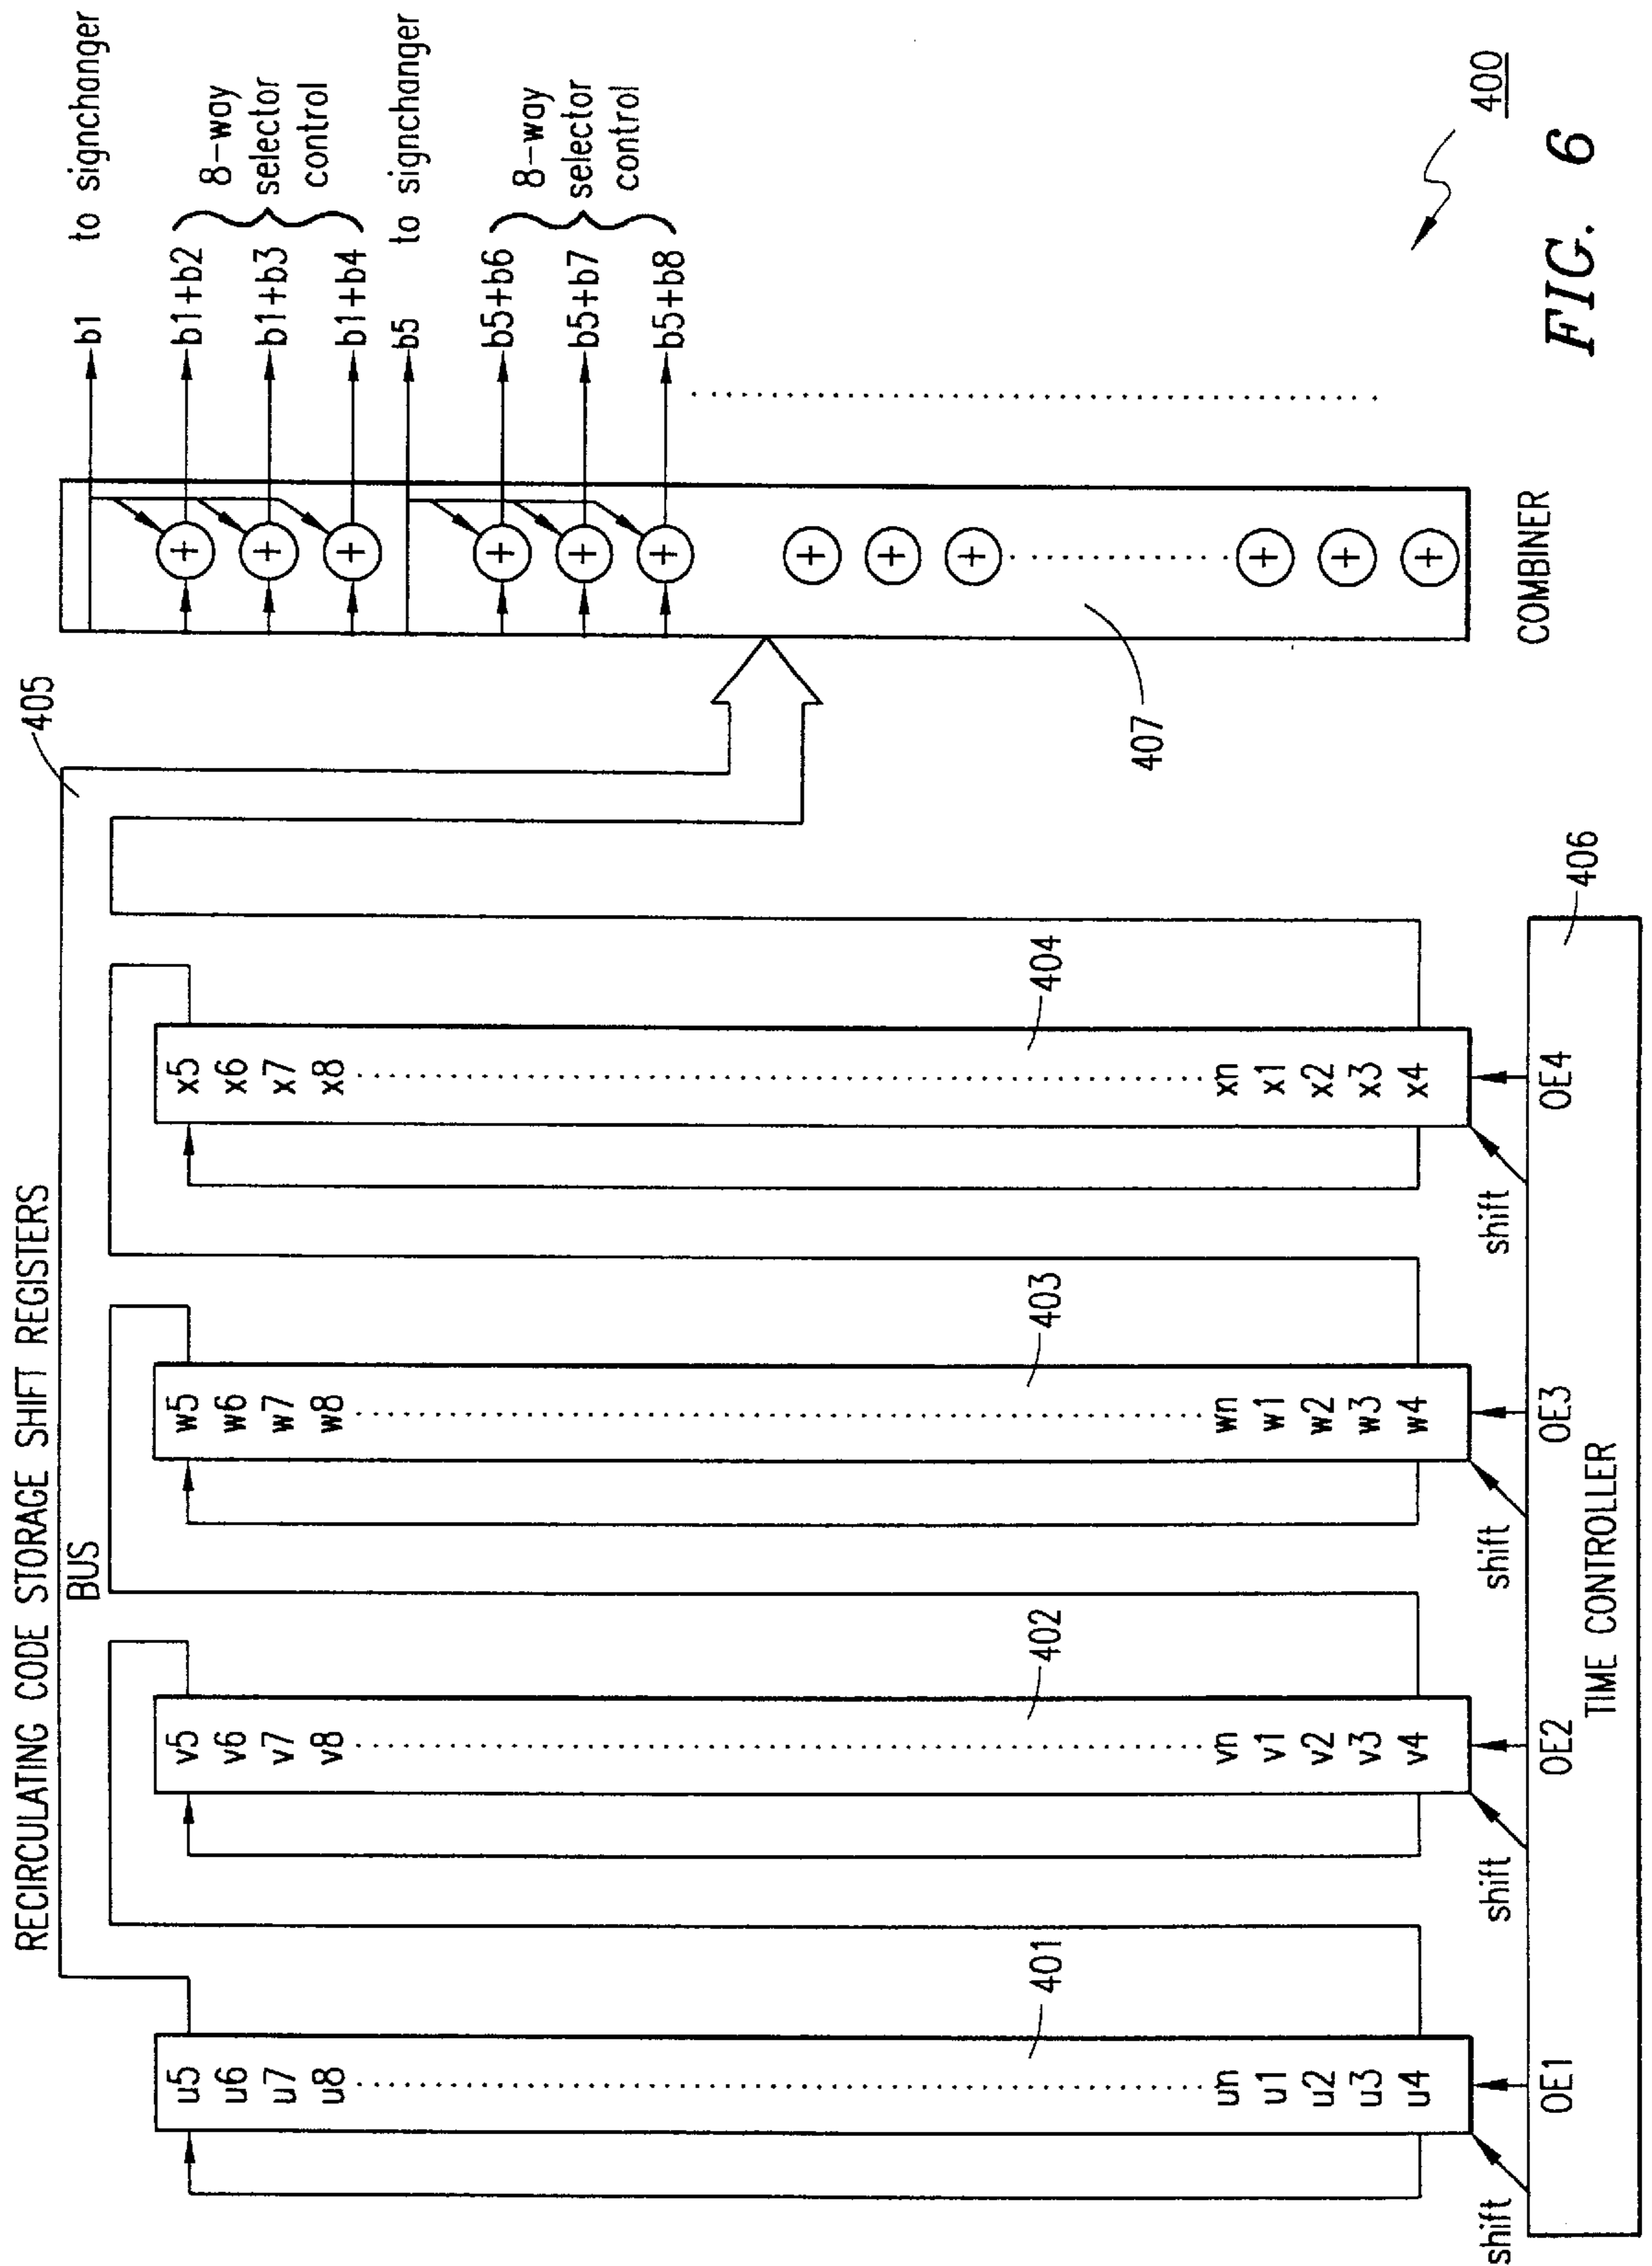 RECIRCULATING CODE STORAGE SHIFT REGISTERS
BUS
405
u5
u6
u7
u8
un
u1
u2
u3
u4
401
v5
v6
v7
v8
vn
v1
v2
v3
v4
402
w5
w6
w7
w8
wn
w1
w2
w3
w4
403
x5
x6
x7
x8
xn
x1
x2
x3
x4
404
shift
OE1
shift
OE2
shift
OE3
shift
OE4
TIME CONTROLLER
406
+
+
+
+
+
+
+
+
+
+
+
+
407
COMBINER
b1 to signchanger
b1+b2
b1+b3
b1+b4
8-way
selector
control
b5 to signchanger
b5+b6
b5+b7
b5+b8
8-way
selector
control
400
FIG. 6